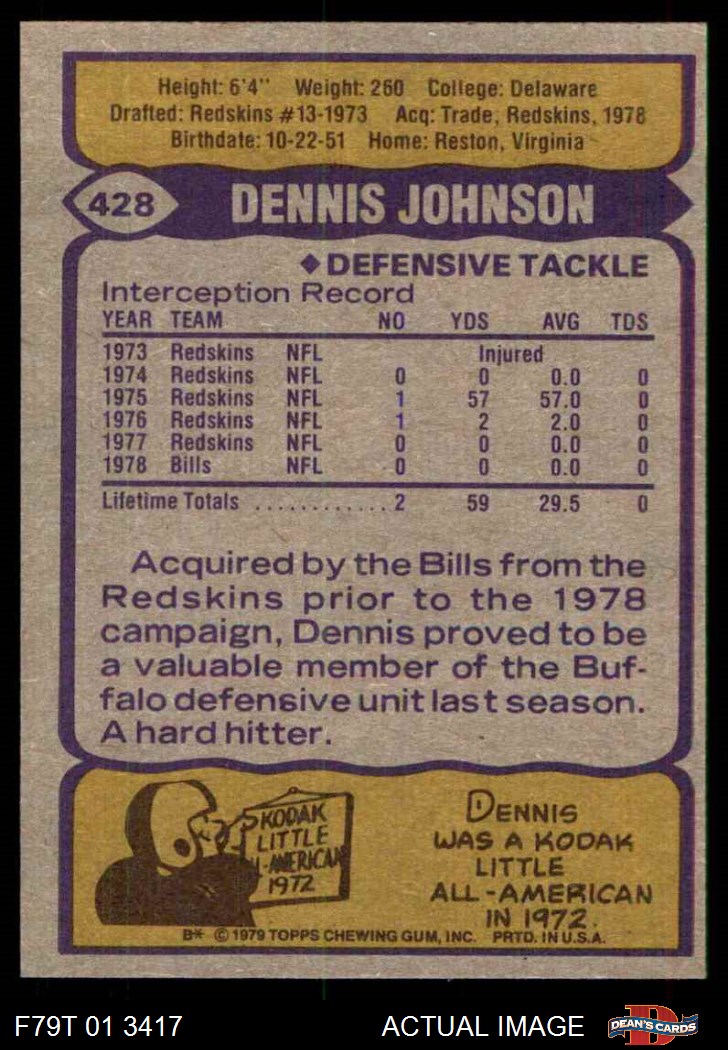 Height: 6'4" Weight: 260 College: Delaware
Drafted: Redskins #13-1973 Acq: Trade, Redskins, 1978
Birthdate: 10-22-51 Home: Reston, Virginia
428 DENNIS JOHNSON
◆ DEFENSIVE TACKLE
Interception Record
YEAR TEAM NO YDS AVG TDS
1973 Redskins NFL Injured
1974 Redskins NFL 0 0 0.0 0
1975 Redskins NFL 1 57 57.0 0
1976 Redskins NFL 1 2 2.0 0
1977 Redskins NFL 0 0 0.0 0
1978 Bills NFL 0 0 0.0 0
Lifetime Totals ............ 2 59 29.5 0
Acquired by the Bills from the
Redskins prior to the 1978
campaign, Dennis proved to be
a valuable member of the Buf-
falo defensive unit last season.
A hard hitter.
KODAK
LITTLE
ll-AMERICAN
1972
DENNIS
WAS A KODAK
LITTLE
ALL-AMERICAN
IN 1972.
B* © 1979 TOPPS CHEWING GUM, INC. PRTD. IN U.S.A.
F79T 01 3417 ACTUAL IMAGE D DEAN'S CARDS